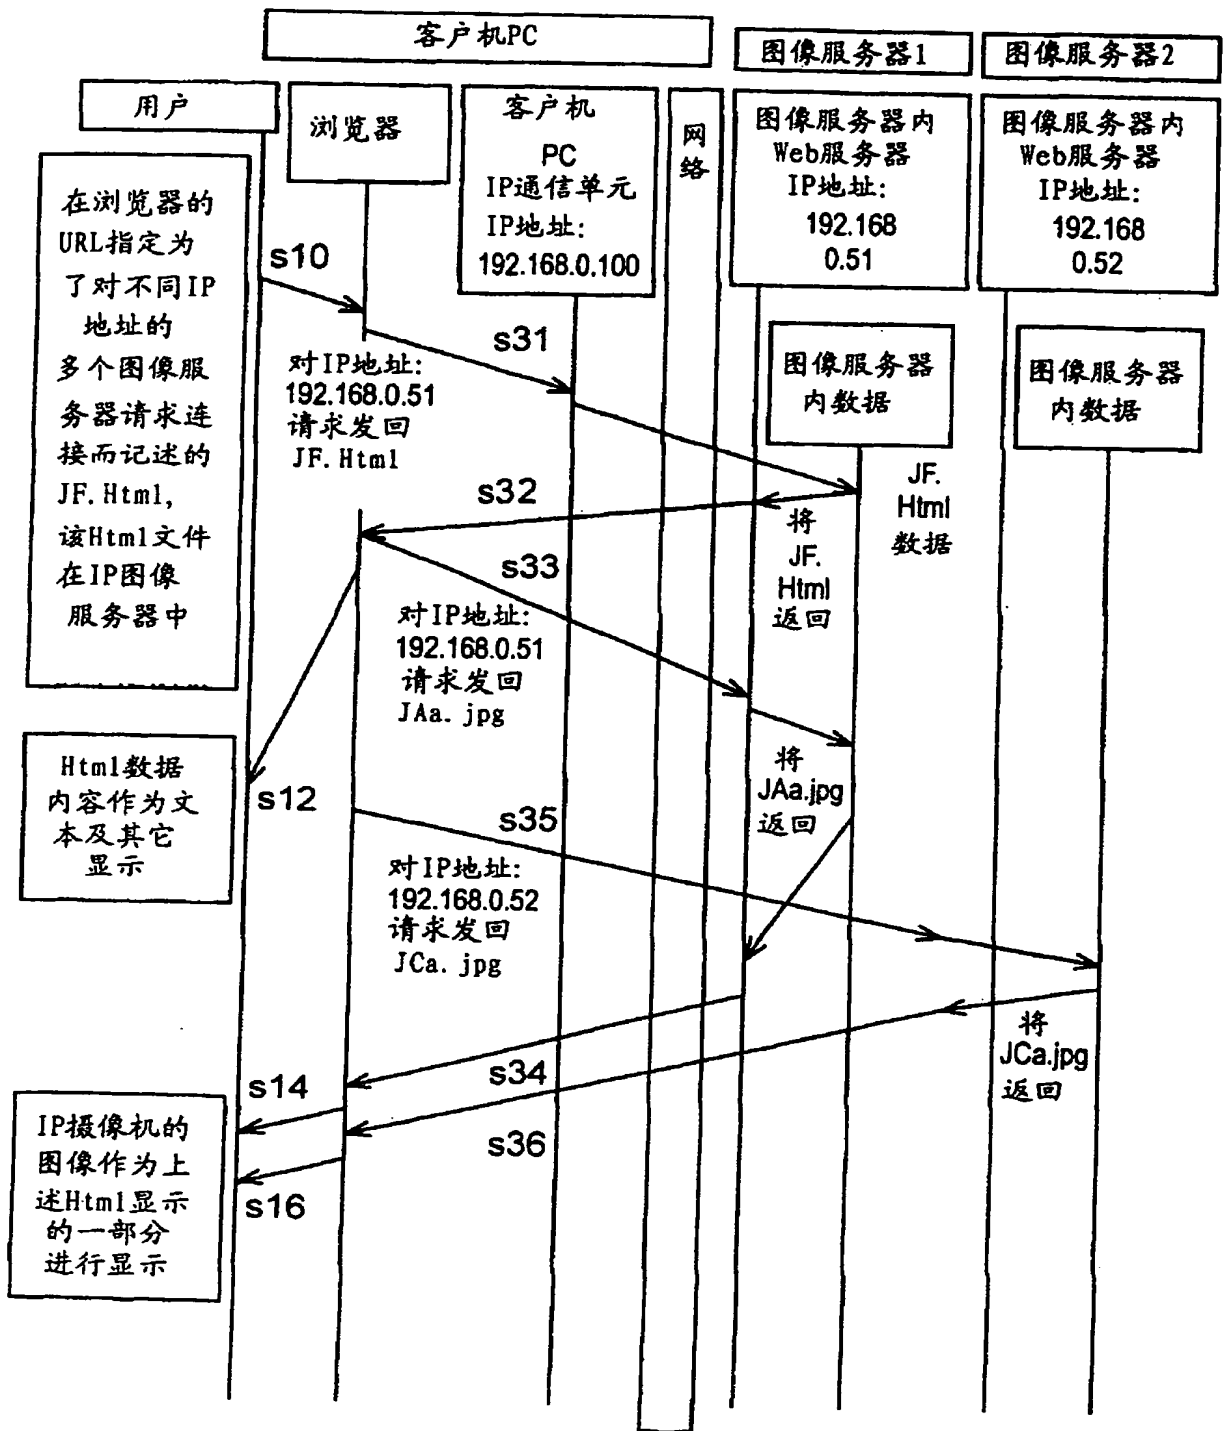 客户机PC
图像服务器1
图像服务器2
用户
浏览器
客户机
PC
IP通信单元
IP地址:
192.168.0.100
网
络
图像服务器内
Web服务器
IP地址:
192.168
0.51
图像服务器内
Web服务器
IP地址:
192.168
0.52
在浏览器的
URL指定为
了对不同IP
地址的
多个图像服
务器请求连
接而记述的
JF.Html,
该Html文件
在IP图像
服务器中
s10
s31
对IP地址:
192.168.0.51
请求发回
JF.Html
图像服务器
内数据
图像服务器
内数据
s32
JF.
Html
数据
将
JF.
Html
返回
s33
对IP地址:
192.168.0.51
请求发回
JAa.jpg
将
JAa.jpg
返回
Html数据
内容作为文
本及其它
显示
s12
s35
对IP地址:
192.168.0.52
请求发回
JCa.jpg
将
JCa.jpg
返回
s34
s14
s36
s16
IP摄像机的
图像作为上
述Html显示
的一部分
进行显示